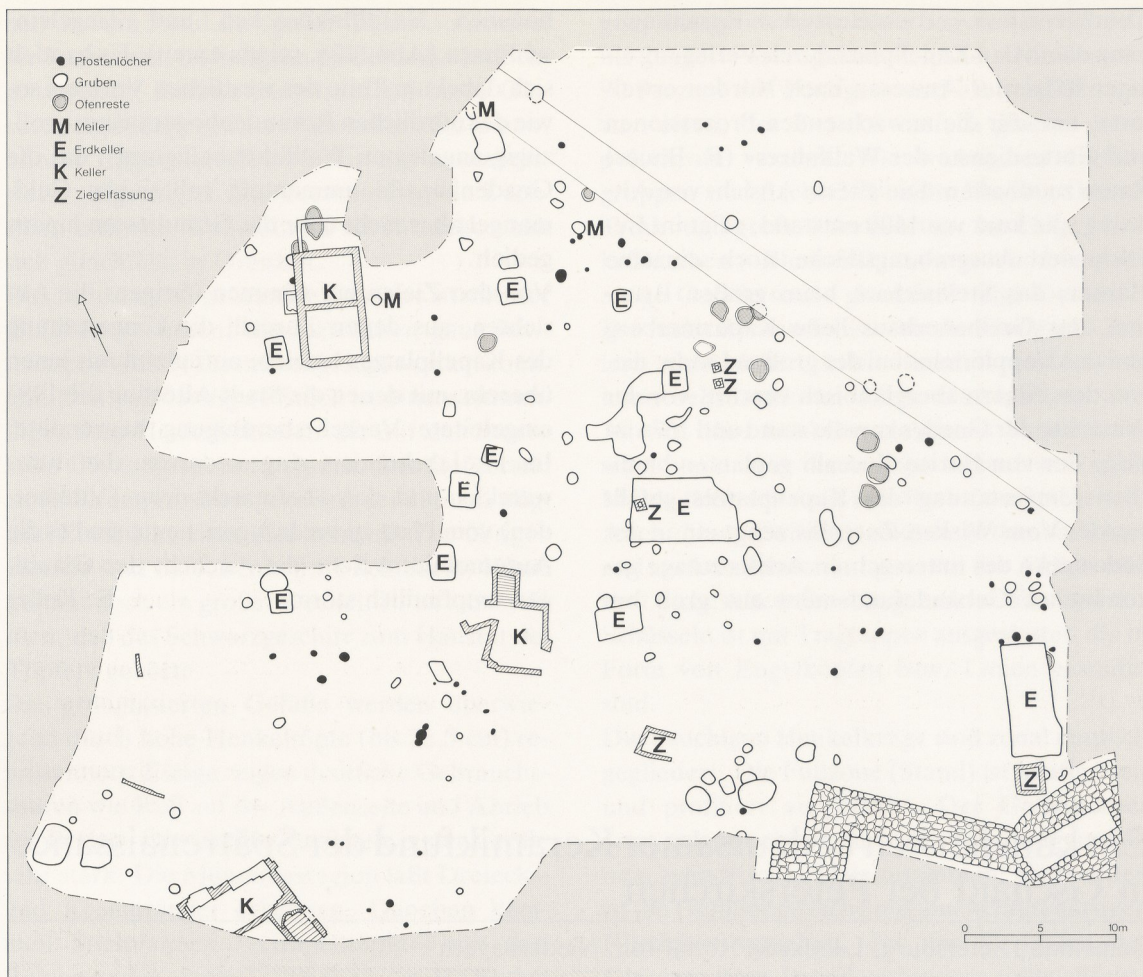 Pfostenlöcher
Gruben
Ofenreste
M Meiler
E Erdkeller
K Keller
Z Ziegelfassung
M
M
K
E
E
M
N
E
Z
E
Z
E
E
Z E
E
E
E
K
E
Z
Z
K
0 5 10m